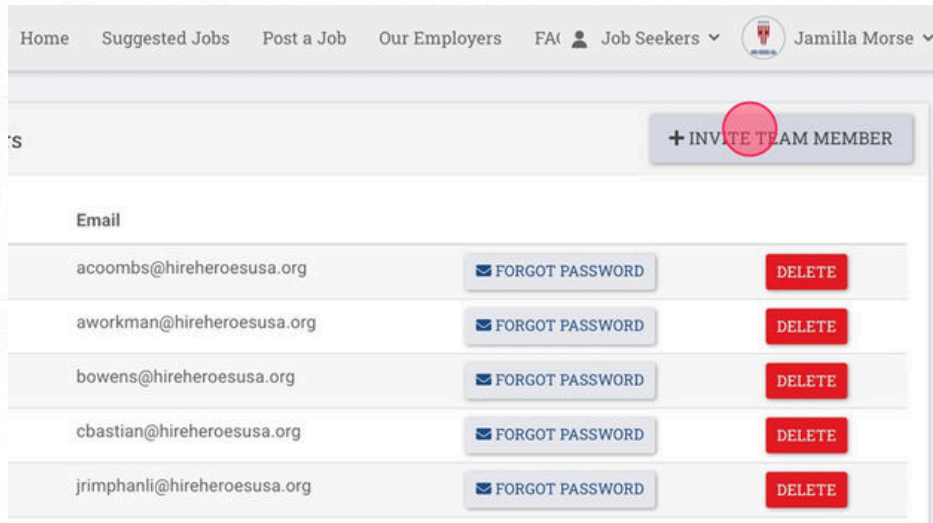 Home Suggested Jobs Post a Job Our Employers FA Job Seekers Jamilla Morse
rs
+ INVITE TEAM MEMBER
Email
acoombs@hireheroesusa.org FORGOT PASSWORD DELETE
aworkman@hireheroesusa.org FORGOT PASSWORD DELETE
bowens@hireheroesusa.org FORGOT PASSWORD DELETE
cbastian@hireheroesusa.org FORGOT PASSWORD DELETE
jrimphanli@hireheroesusa.org FORGOT PASSWORD DELETE